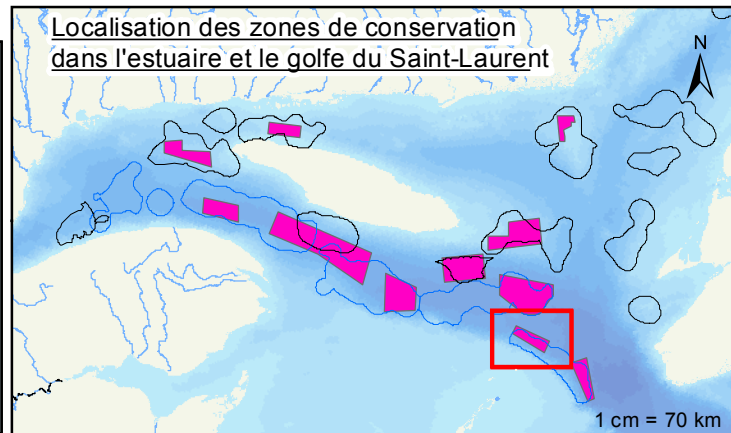 Localisation des zones de conservation
dans l'estuaire et le golfe du Saint-Laurent
N
1 cm = 70 km